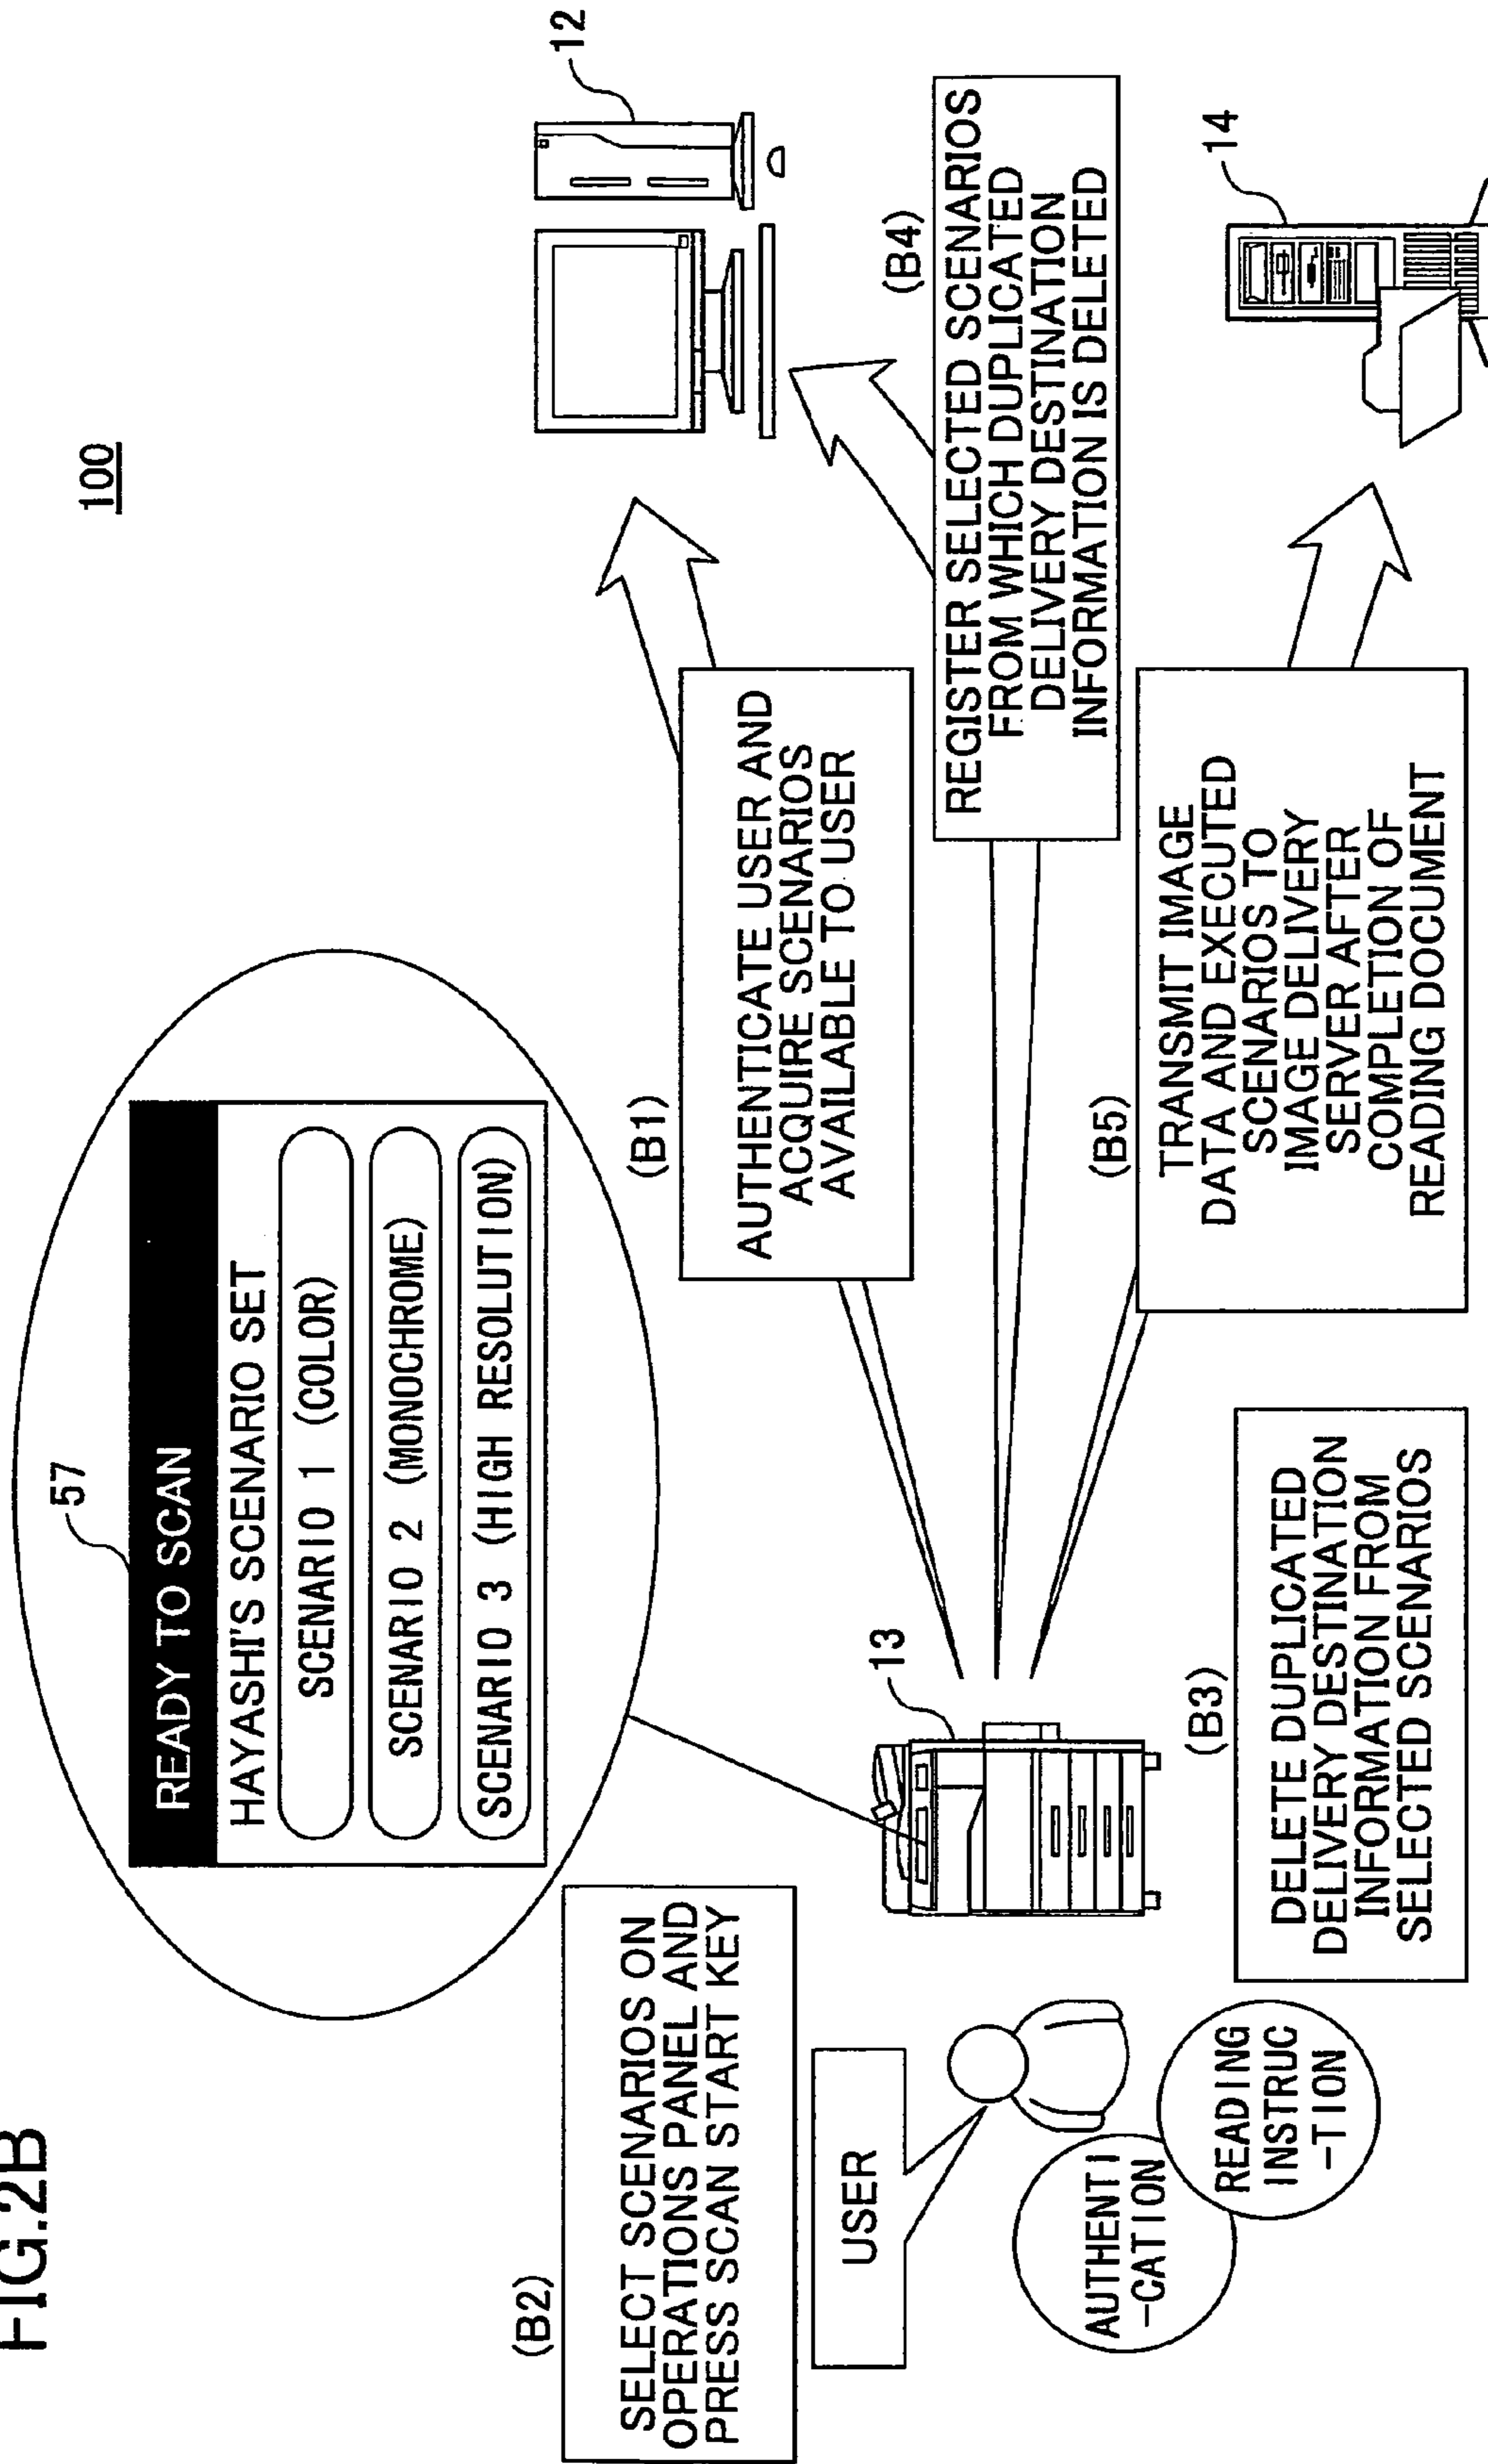 FIG.2B
100
57
READY TO SCAN
HAYASHI'S SCENARIO SET
SCENARIO 1 (COLOR)
SCENARIO 2 (MONOCHROME)
SCENARIO 3 (HIGH RESOLUTION)
(B2)
SELECT SCENARIOS ON
OPERATIONS PANEL AND
PRESS SCAN START KEY
USER
AUTHENTI
-CATION
READING
INSTRUC
-TION
13
(B3)
DELETE DUPLICATED
DELIVERY DESTINATION
INFORMATION FROM
SELECTED SCENARIOS
(B1)
AUTHENTICATE USER AND
ACQUIRE SCENARIOS
AVAILABLE TO USER
12
(B4)
REGISTER SELECTED SCENARIOS
FROM WHICH DUPLICATED
DELIVERY DESTINATION
INFORMATION IS DELETED
(B5)
TRANSMIT IMAGE
DATA AND EXECUTED
SCENARIOS TO
IMAGE DELIVERY
SERVER AFTER
COMPLETION OF
READING DOCUMENT
14